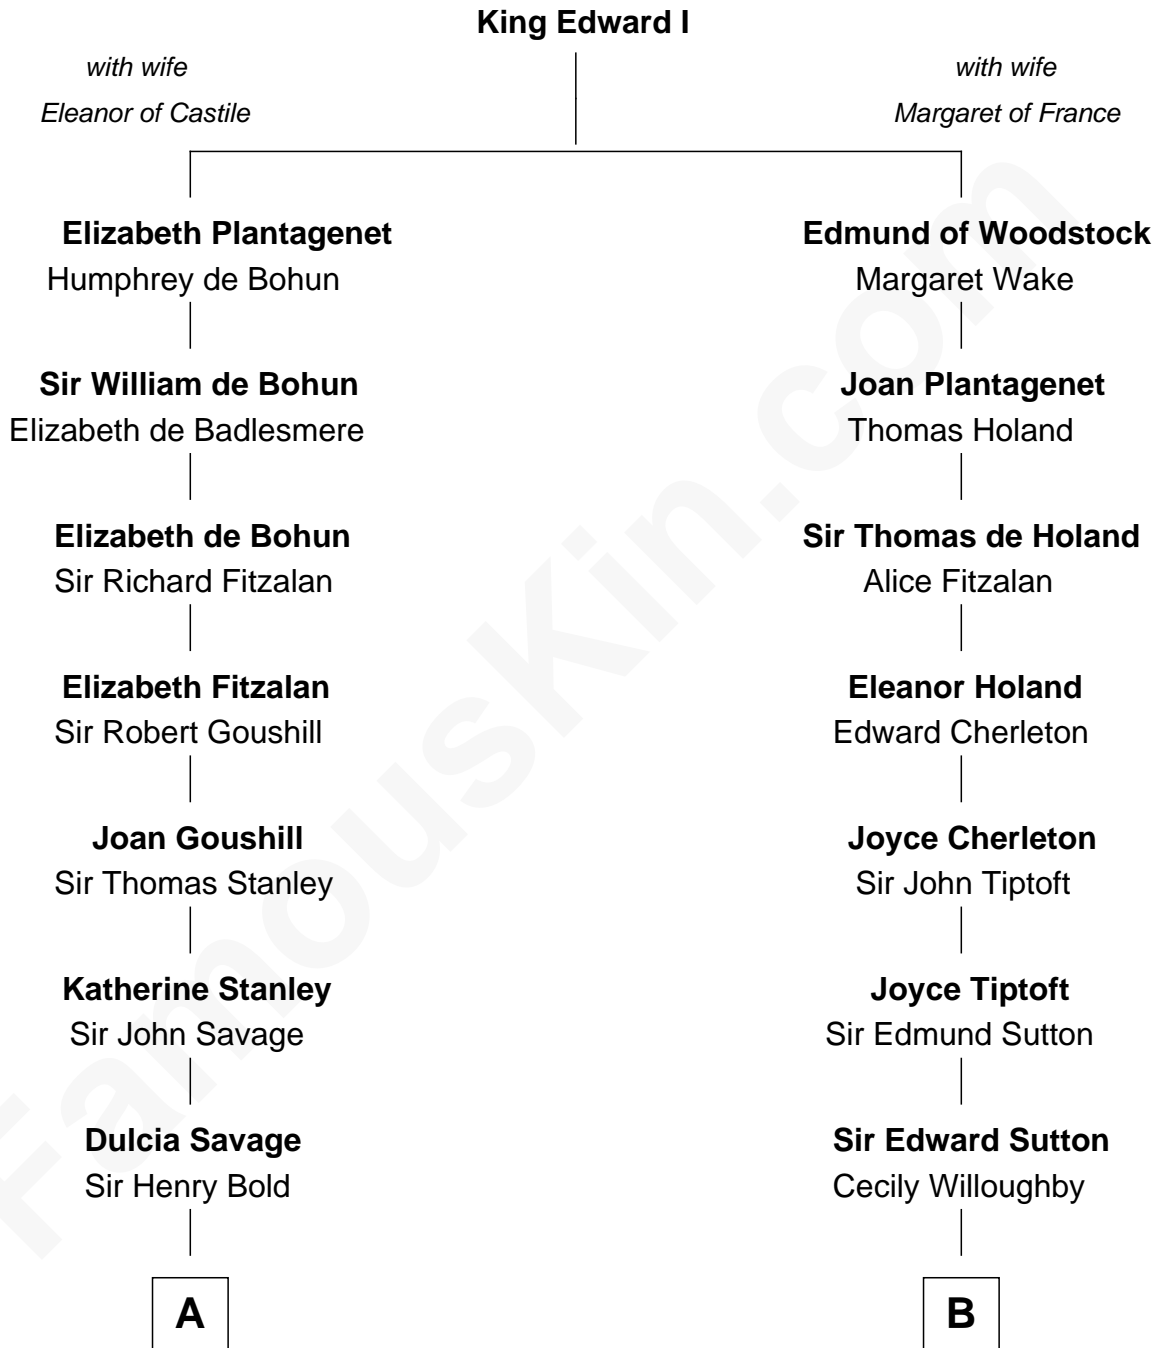 King Edward I
with wife
Eleanor of Castile
with wife
Margaret of France
Elizabeth Plantagenet
Humphrey de Bohun
Edmund of Woodstock
Margaret Wake
Sir William de Bohun
Elizabeth de Badlesmere
Joan Plantagenet
Thomas Holand
Elizabeth de Bohun
Sir Richard Fitzalan
Sir Thomas de Holand
Alice Fitzalan
Elizabeth Fitzalan
Sir Robert Goushill
Eleanor Holand
Edward Cherleton
Joan Goushill
Sir Thomas Stanley
Joyce Cherleton
Sir John Tiptoft
Katherine Stanley
Sir John Savage
Joyce Tiptoft
Sir Edmund Sutton
Dulcia Savage
Sir Henry Bold
Sir Edward Sutton
Cecily Willoughby
A
B
FamousKin.com